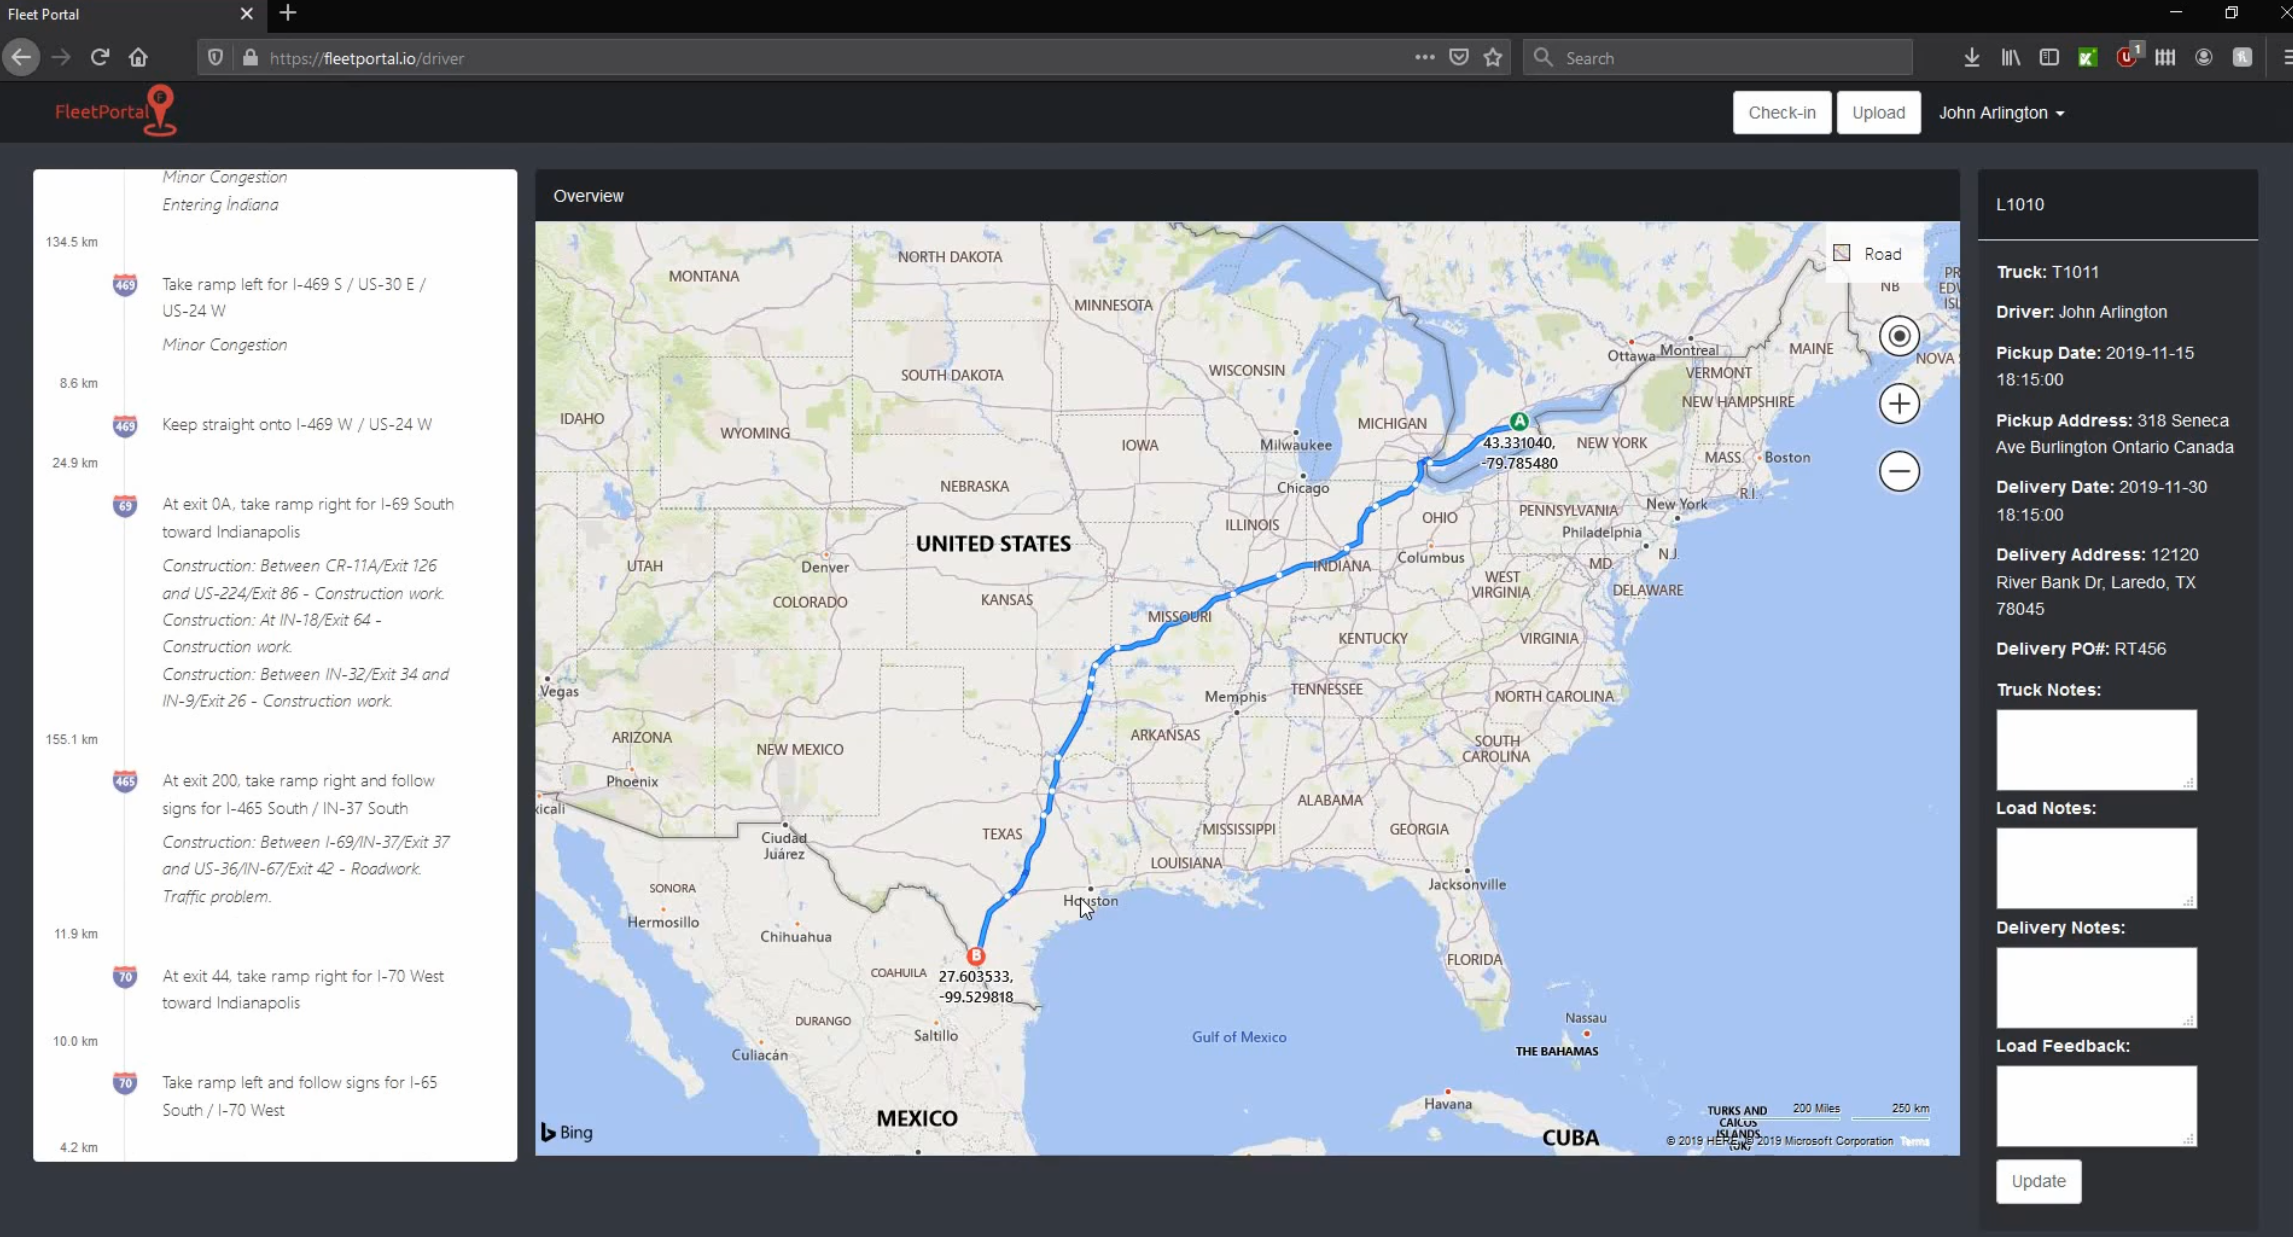 Fleet Portal
https://fleetportal.io/driver
Search
1
FleetPortal
F
Check-in
Upload
John Arlington
Minor Congestion
Entering Indiana
134.5 km
469
Take ramp left for I-469 S / US-30 E /
US-24 W
Minor Congestion
8.6 km
469
Keep straight onto I-469 W / US-24 W
24.9 km
69
At exit 0A, take ramp right for I-69 South
toward Indianapolis
Construction: Between CR-11A/Exit 126
and US-224/Exit 86 - Construction work.
Construction: At IN-18/Exit 64 -
Construction work.
Construction: Between IN-32/Exit 34 and
IN-9/Exit 26 - Construction work.
155.1 km
465
At exit 200, take ramp right and follow
signs for I-465 South / IN-37 South
Construction: Between I-69/IN-37/Exit 37
and US-36/IN-67/Exit 42 - Roadwork.
Traffic problem.
11.9 km
70
At exit 44, take ramp right for I-70 West
toward Indianapolis
10.0 km
70
Take ramp left and follow signs for I-65
South / I-70 West
4.2 km
Overview
Road
NORTH DAKOTA
MONTANA
MINNESOTA
NB
Ottawa
Montreal
MAINE
NOVA
WISCONSIN
SOUTH DAKOTA
VERMONT
NEW HAMPSHIRE
IDAHO
WYOMING
IOWA
Milwaukee
MICHIGAN
A
43.331040,
-79.785480
NEW YORK
MASS.
Boston
R.I.
Chicago
NEBRASKA
UNITED STATES
ILLINOIS
OHIO
PENNSYLVANIA
New York
Philadelphia
N.J.
UTAH
Denver
INDIANA
Columbus
MD
COLORADO
KANSAS
MISSOURI
WEST
VIRGINIA
DELAWARE
KENTUCKY
VIRGINIA
Vegas
Memphis
TENNESSEE
NORTH CAROLINA
ARIZONA
NEW MEXICO
ARKANSAS
SOUTH
CAROLINA
Phoenix
xicali
ALABAMA
TEXAS
MISSISSIPPI
GEORGIA
Ciudad
Juárez
LOUISIANA
SONORA
Jacksonville
Hermosillo
Houston
Chihuahua
B
27.603533,
-99.529818
COAHUILA
FLORIDA
DURANGO
Saltillo
Gulf of Mexico
Nassau
THE BAHAMAS
Culiacán
Havana
MEXICO
CUBA
TURKS AND
CAICOS
ISLANDS
(UK)
200 Miles
250 km
Bing
© 2019 HERE, © 2019 Microsoft Corporation Terms
L1010
Truck: T1011
Driver: John Arlington
Pickup Date: 2019-11-15
18:15:00
Pickup Address: 318 Seneca
Ave Burlington Ontario Canada
Delivery Date: 2019-11-30
18:15:00
Delivery Address: 12120
River Bank Dr, Laredo, TX
78045
Delivery PO#: RT456
Truck Notes:
Load Notes:
Delivery Notes:
Load Feedback:
Update